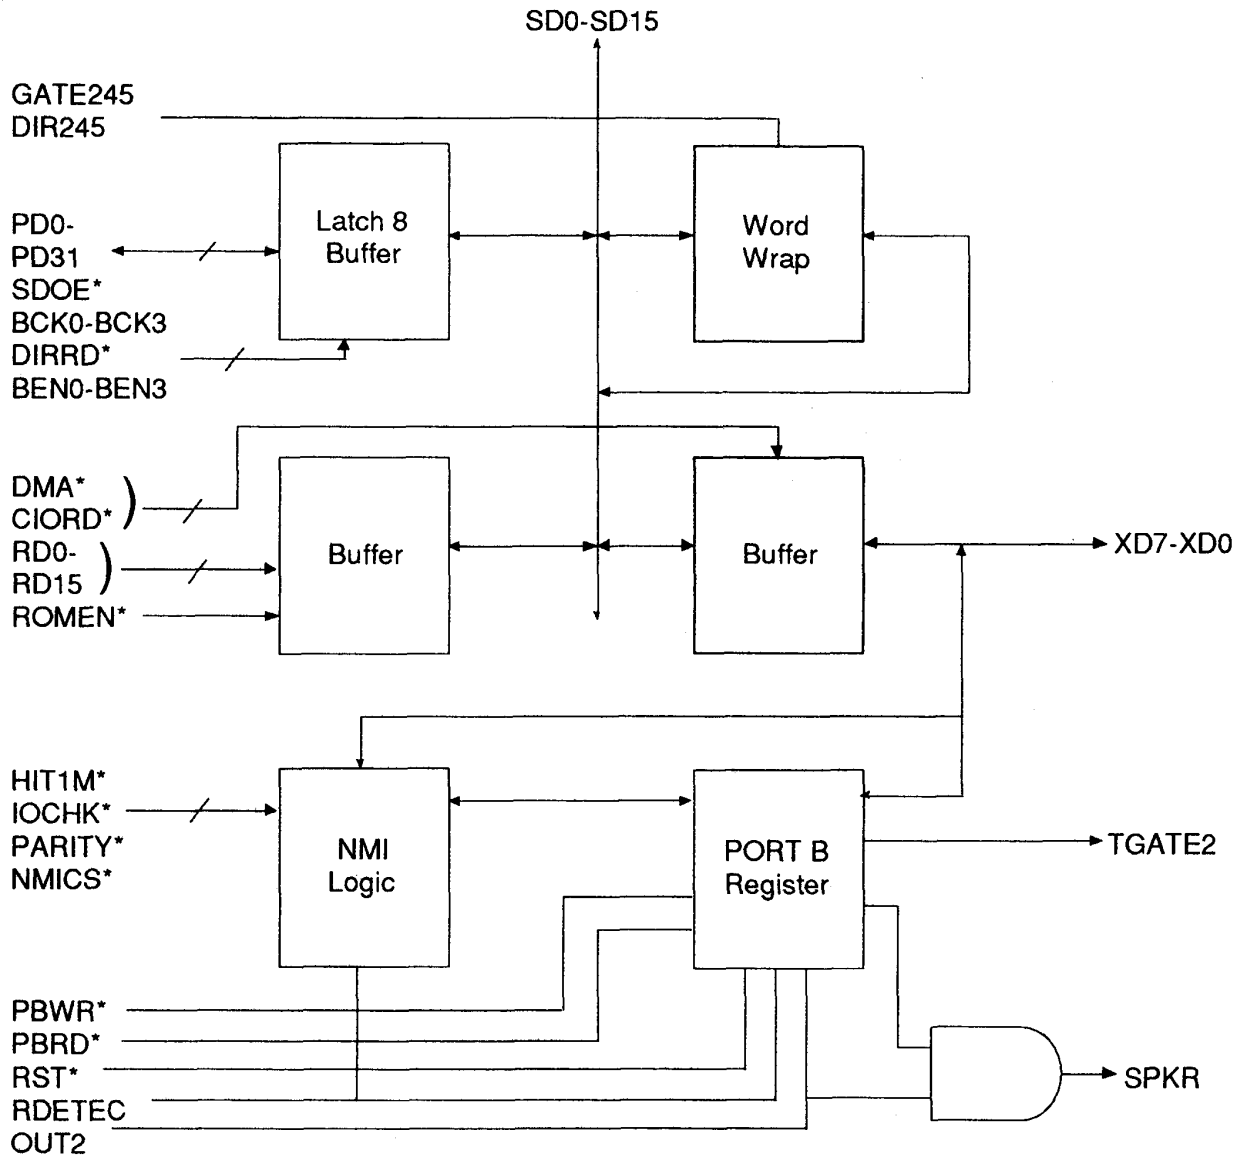 SD0-SD15
GATE245
DIR245
Latch 8
Buffer
Word
Wrap
PD0-
PD31
SDOE*
BCK0-BCK3
DIRRD*
BEN0-BEN3
DMA*
CIORD*
RD0-
RD15
ROMEN*
Buffer
Buffer
XD7-XD0
HIT1M*
IOCHK*
PARITY*
NMICS*
NMI
Logic
PORT B
Register
TGATE2
PBWR*
PBRD*
RST*
RDETEC
OUT2
SPKR